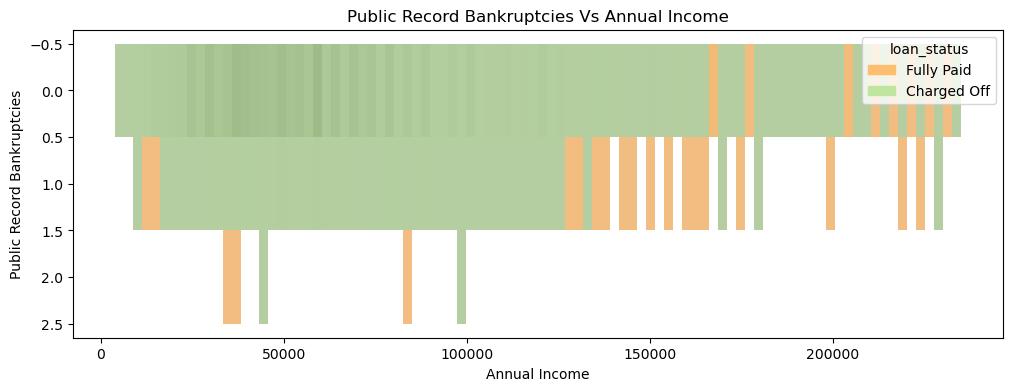 Public Record Bankruptcies Vs Annual Income
Public Record Bankruptcies
−0.5
0.0
0.5
1.0
1.5
2.0
2.5
loan_status
Fully Paid
Charged Off
0
50000
100000
150000
200000
Annual Income